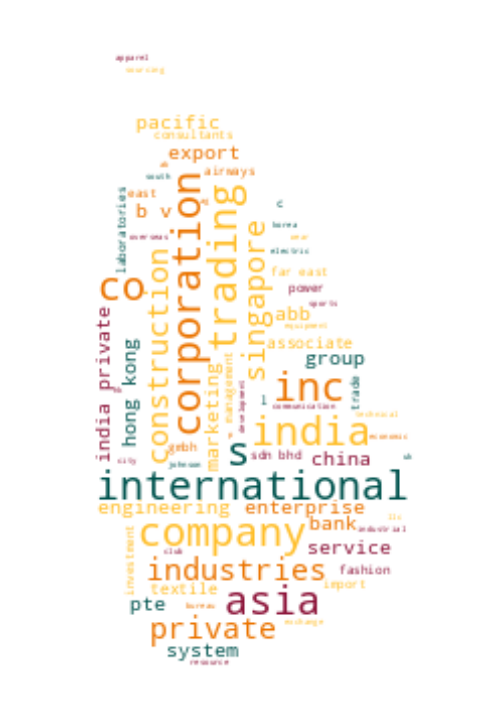 apparel
sourcing
pacific
consultants
export
south
airways
east
b v
laboratories
c
korea
overseas
electric
corporation
trading
singapore
construction
far east
power
sports
co
abb
equipment
associate
india private
hong kong
group
marketing
management
development
inc
trade
l
communication
technical
india
economic
s
gmbh
city
johnson
sdn bhd
china
uk
international
engineering
enterprise
bank
llc
industrial
company
service
club
investment
industries
fashion
import
textile
asia
pte
bureau
private
exchange
system
resource